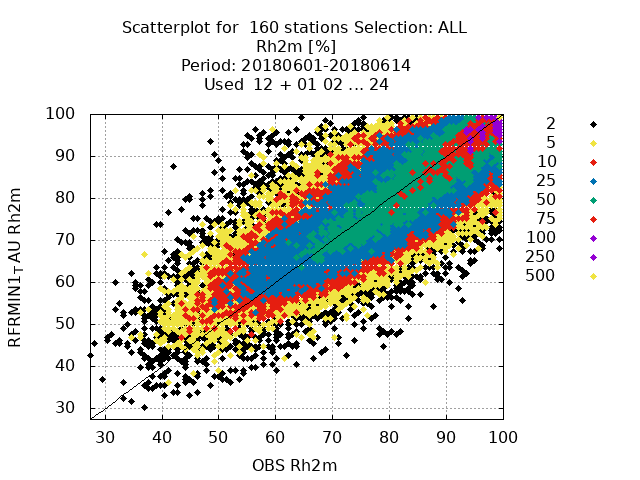 Scatterplot for 160 stations Selection: ALL
Rh2m [%]
Period: 20180601-20180614
Used 12 + 01 02 ... 24
100
90
80
70
60
50
40
30
RFRMIN1T AU Rh2m
30 40 50 60 70 80 90 100
OBS Rh2m
2
5
10
25
50
75
100
250
500